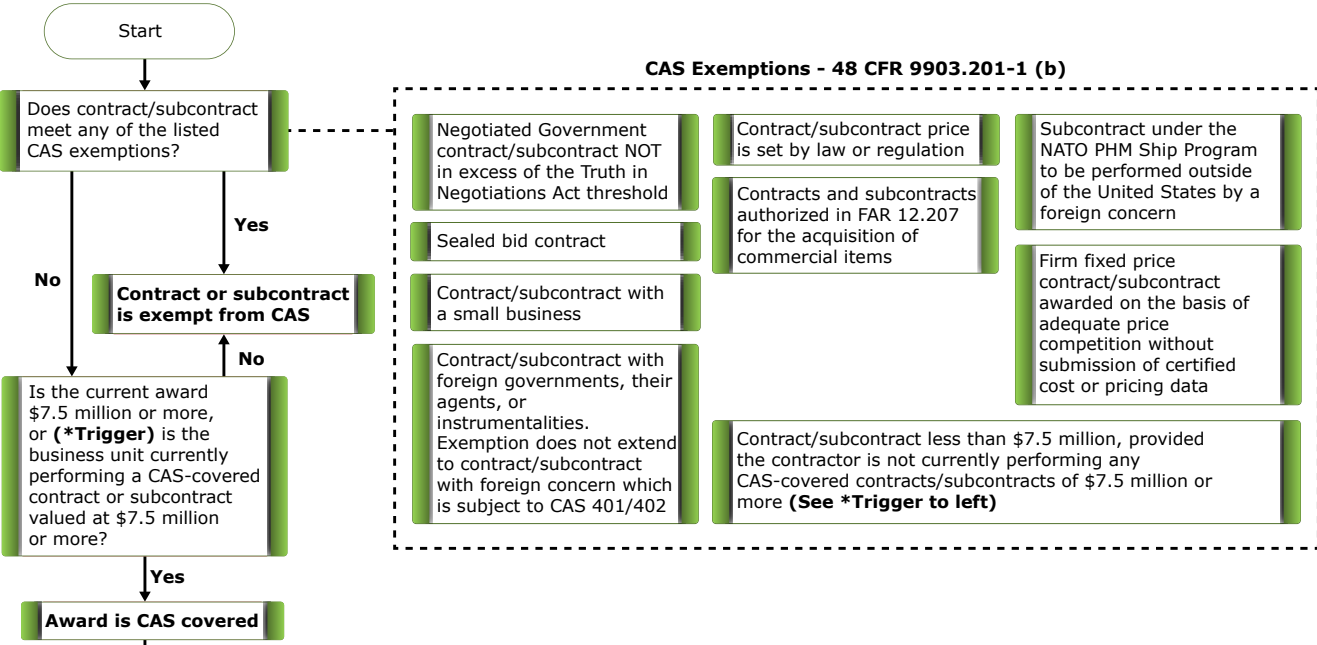 Start
Does contract/subcontract
meet any of the listed
CAS exemptions?
Yes
No
Contract or subcontract
is exempt from CAS
No
Is the current award
$7.5 million or more,
or (*Trigger) is the
business unit currently
performing a CAS-covered
contract or subcontract
valued at $7.5 million
or more?
Yes
Award is CAS covered
CAS Exemptions - 48 CFR 9903.201-1 (b)
Negotiated Government
contract/subcontract NOT
in excess of the Truth in
Negotiations Act threshold
Sealed bid contract
Contract/subcontract with
a small business
Contract/subcontract with
foreign governments, their
agents, or
instrumentalities.
Exemption does not extend
to contract/subcontract
with foreign concern which
is subject to CAS 401/402
Contract/subcontract price
is set by law or regulation
Contracts and subcontracts
authorized in FAR 12.207
for the acquisition of
commercial items
Subcontract under the
NATO PHM Ship Program
to be performed outside
of the United States by a
foreign concern
Firm fixed price
contract/subcontract
awarded on the basis of
adequate price
competition without
submission of certified
cost or pricing data
Contract/subcontract less than $7.5 million, provided
the contractor is not currently performing any
CAS-covered contracts/subcontracts of $7.5 million or
more (See *Trigger to left)